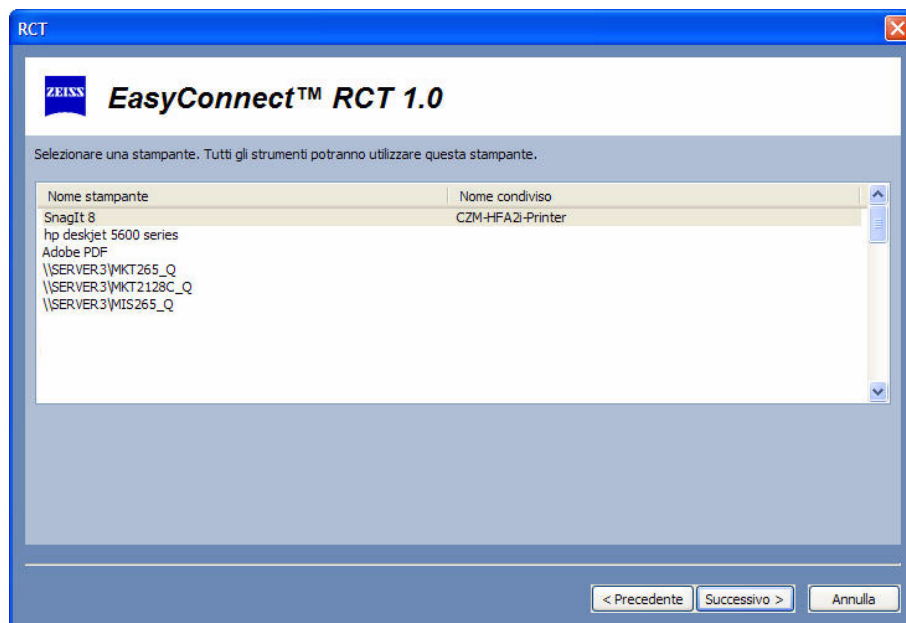 RCT
ZEISS
EasyConnect™ RCT 1.0
Selezionare una stampante. Tutti gli strumenti potranno utilizzare questa stampante.
Nome stampante Nome condiviso
SnagIt 8 CZM-HFA2i-Printer
hp deskjet 5600 series
Adobe PDF
\\SERVER3\MKT265_Q
\\SERVER3\MKT2128C_Q
\\SERVER3\MIS265_Q
< Precedente Successivo > Annulla